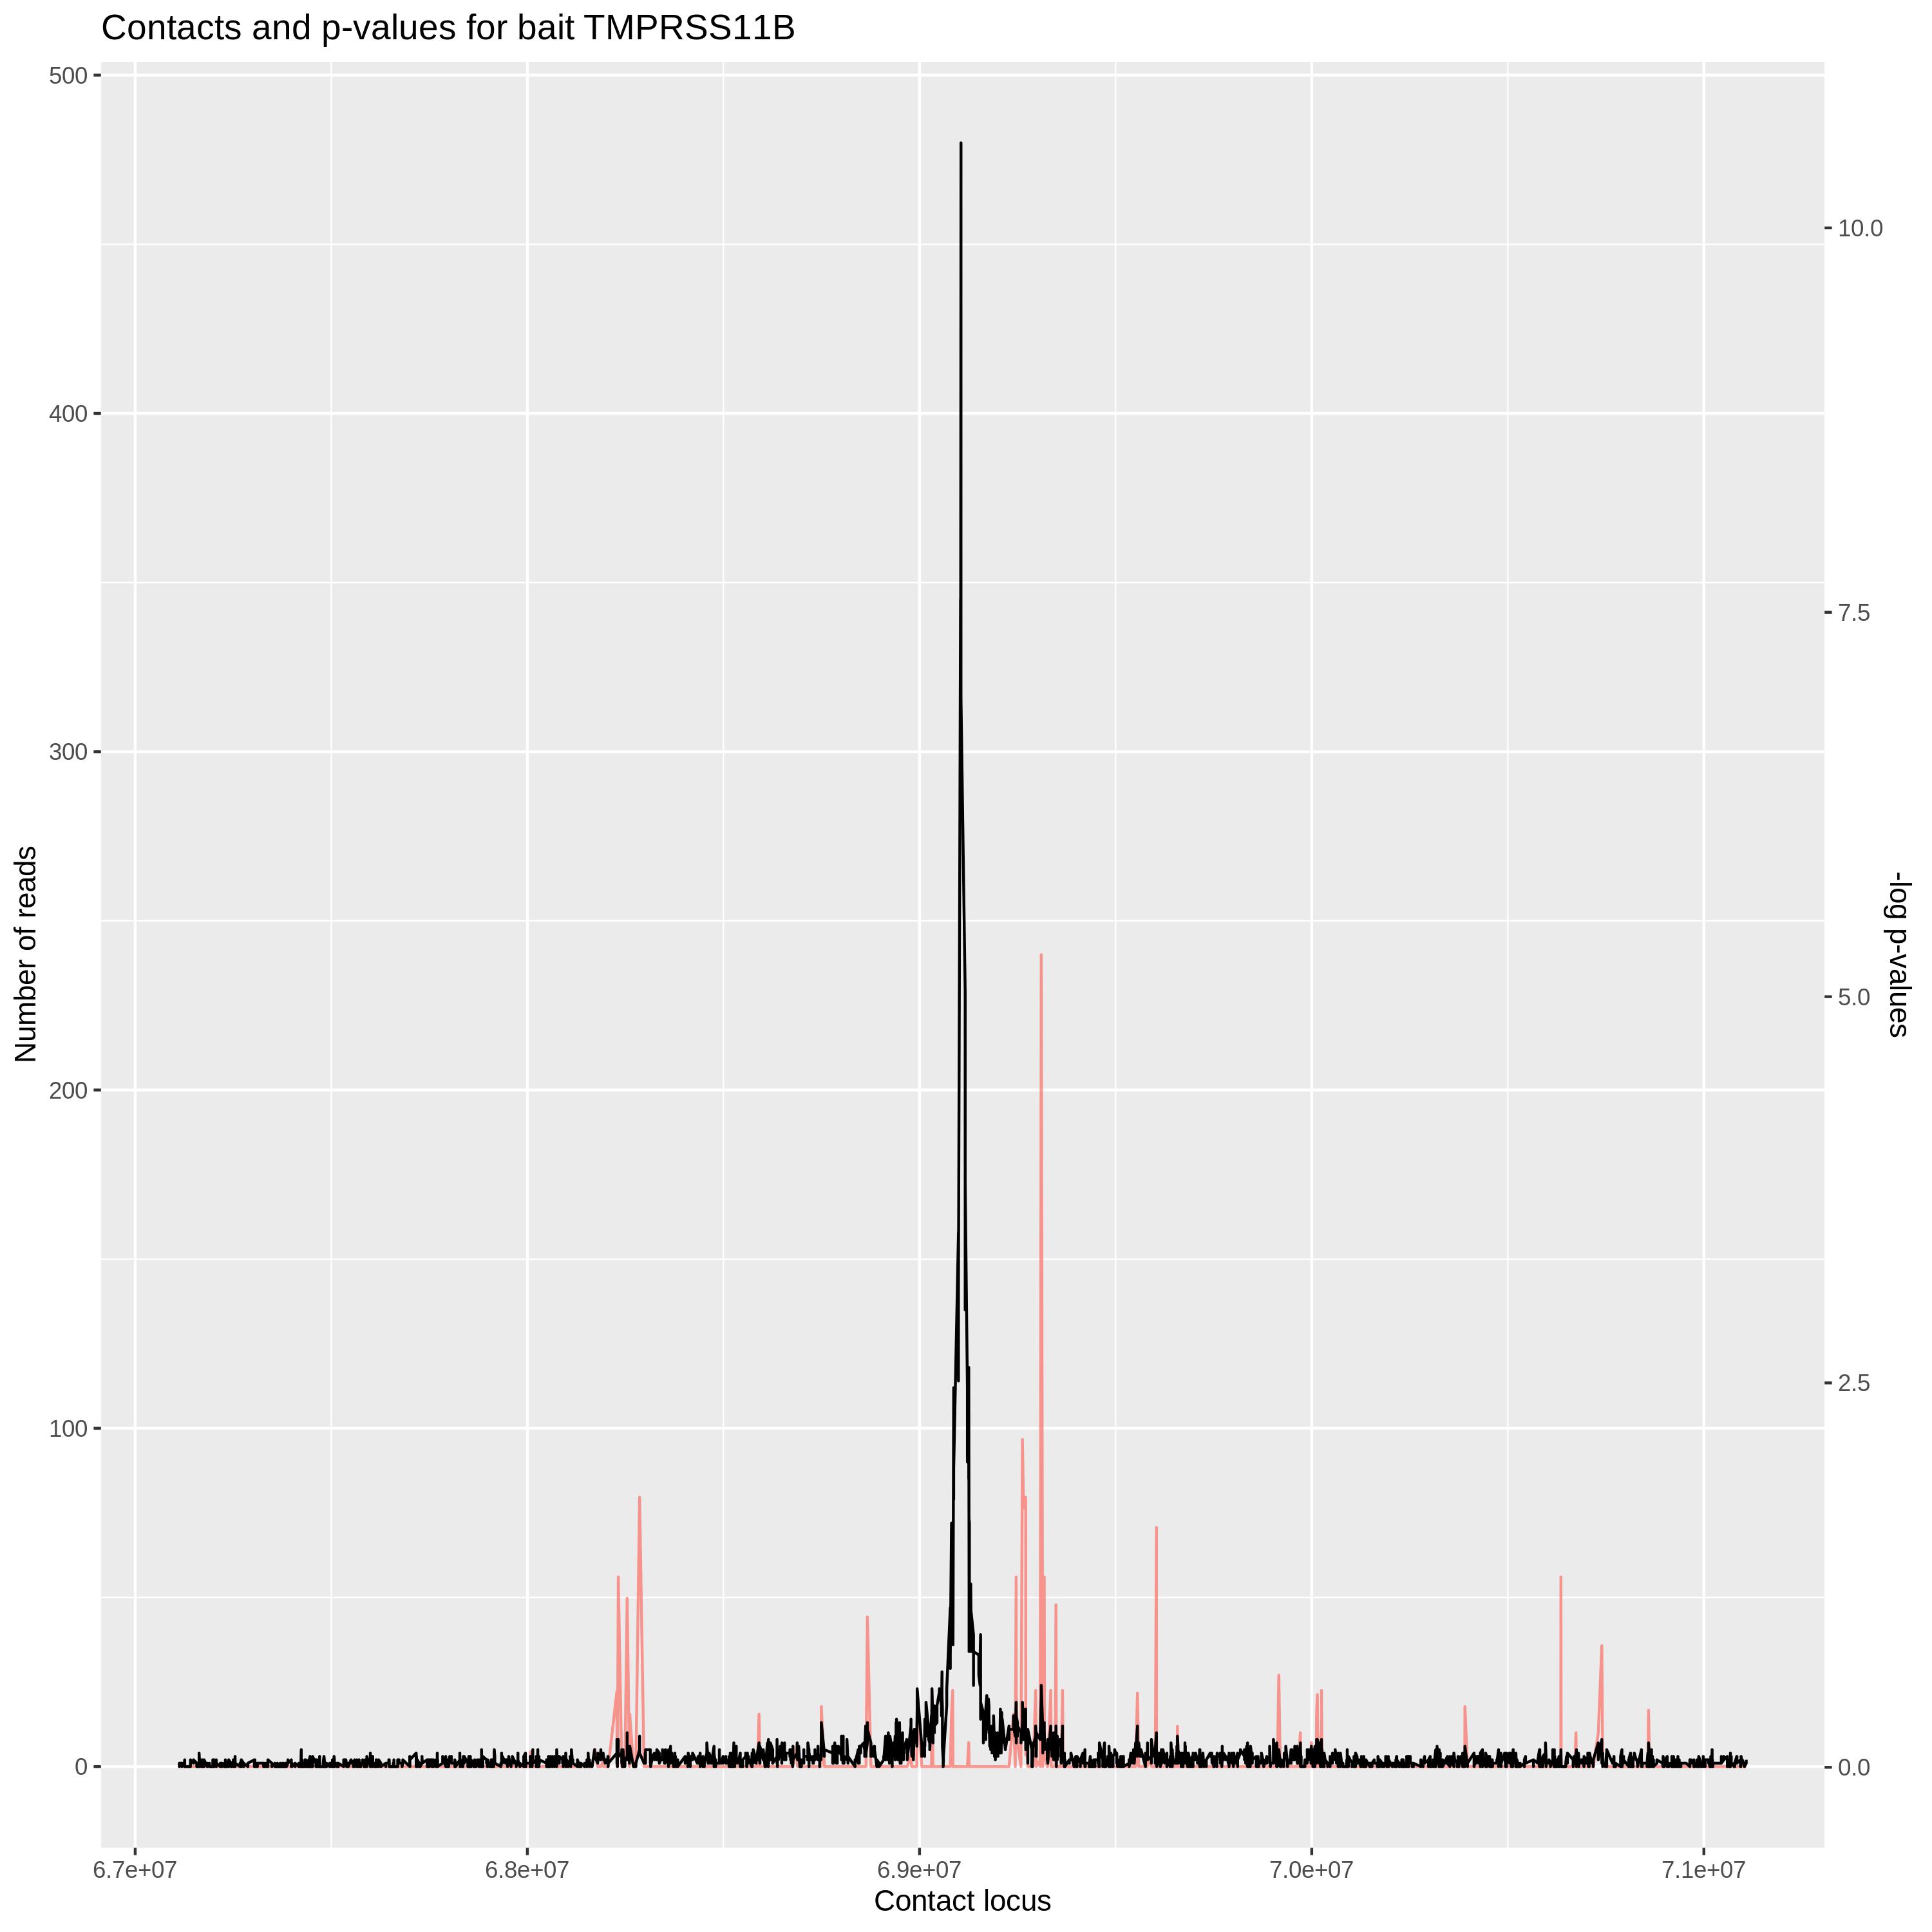 Contacts and p-values for bait TMPRSS11B
500
400
300
200
100
0
Number of reads
10.0
7.5
5.0
2.5
0.0
-log p-values
6.7e+07 6.8e+07 6.9e+07 7.0e+07 7.1e+07
Contact locus